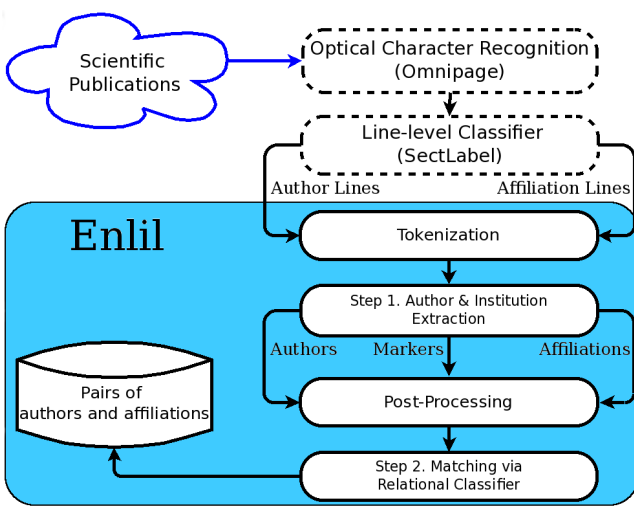 Scientific
Publications
Optical Character Recognition
(Omnipage)
Line-level Classifier
(SectLabel)
Author Lines
Affiliation Lines
Enlil
Tokenization
Step 1. Author & Institution
Extraction
Authors
Markers
Affiliations
Pairs of
authors and affiliations
Post-Processing
Step 2. Matching via
Relational Classifier